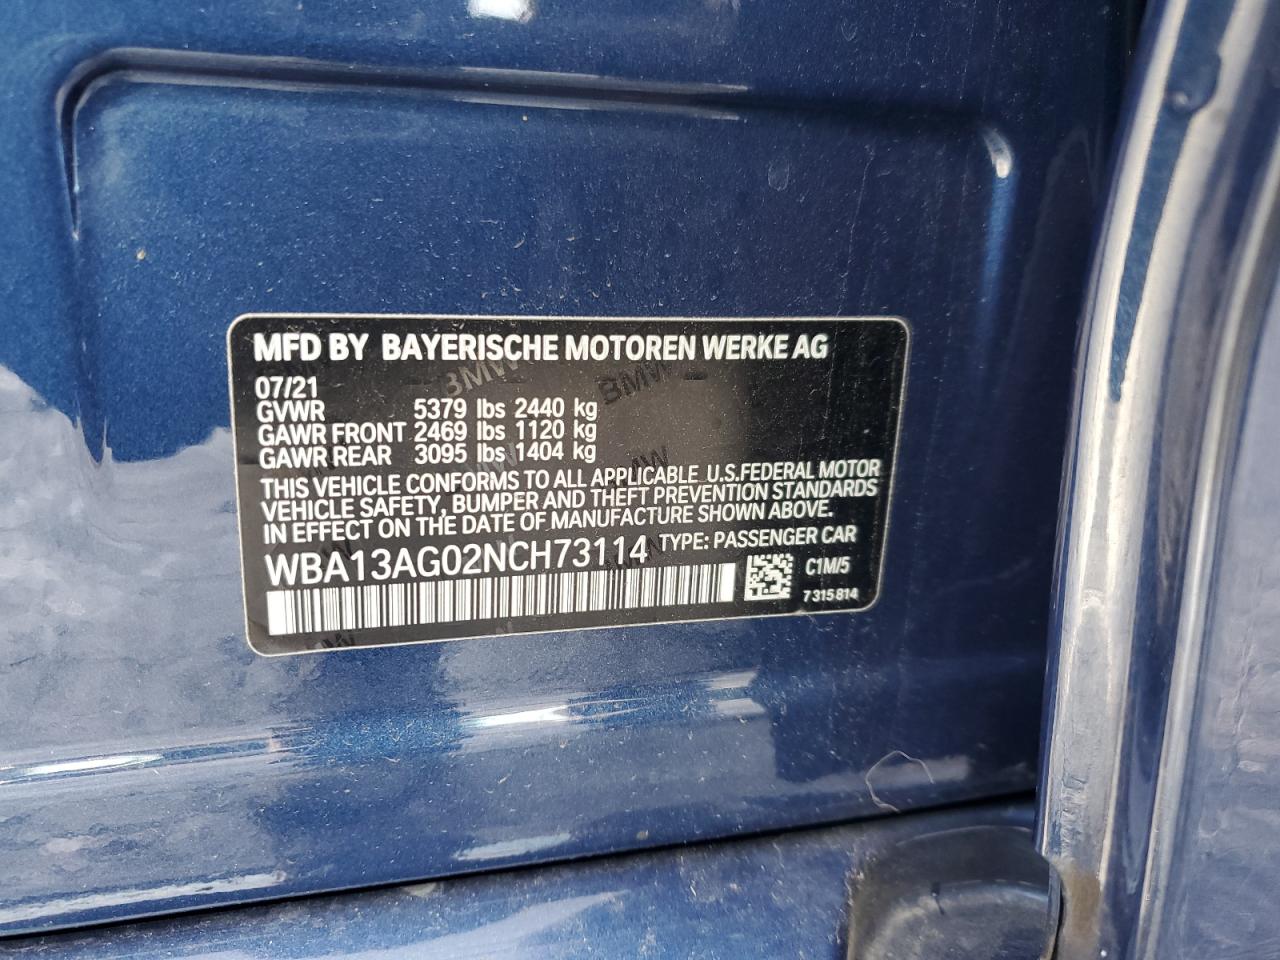 MFD BY BAYERISCHE MOTOREN WERKE AG
07/21
GVWR 5379 lbs 2440 kg
GAWR FRONT 2469 lbs 1120 kg
GAWR REAR 3095 lbs 1404 kg
THIS VEHICLE CONFORMS TO ALL APPLICABLE U.S.FEDERAL MOTOR
VEHICLE SAFETY, BUMPER AND THEFT PREVENTION STANDARDS
IN EFFECT ON THE DATE OF MANUFACTURE SHOWN ABOVE.
WBA13AG02NCH73114 TYPE: PASSENGER CAR
C1M/5
7315814
BMW
BMW